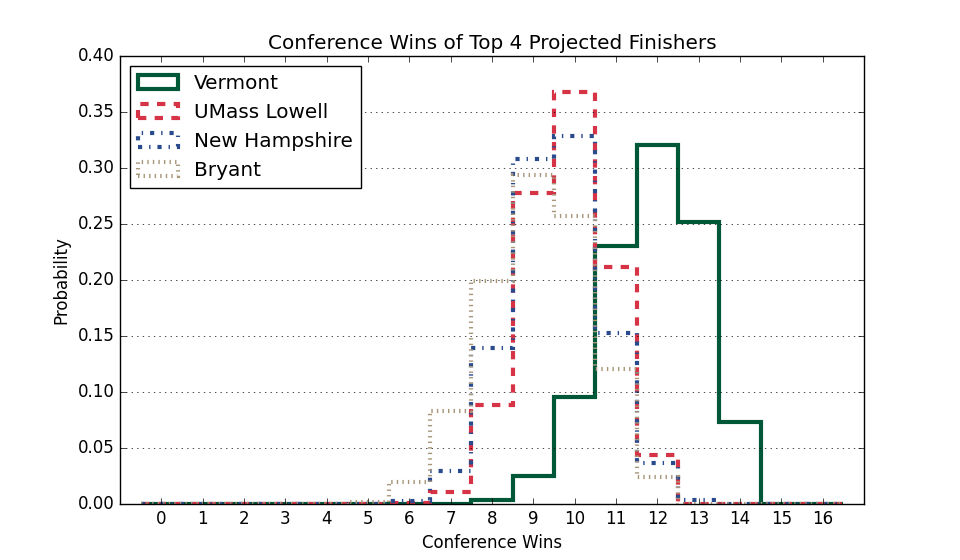 Conference Wins of Top 4 Projected Finishers
0.40
0.35
0.30
0.25
0.20
0.15
0.10
0.05
0.00
Probability
Vermont
UMass Lowell
New Hampshire
Bryant
0 1 2 3 4 5 6 7 8 9 10 11 12 13 14 15 16
Conference Wins